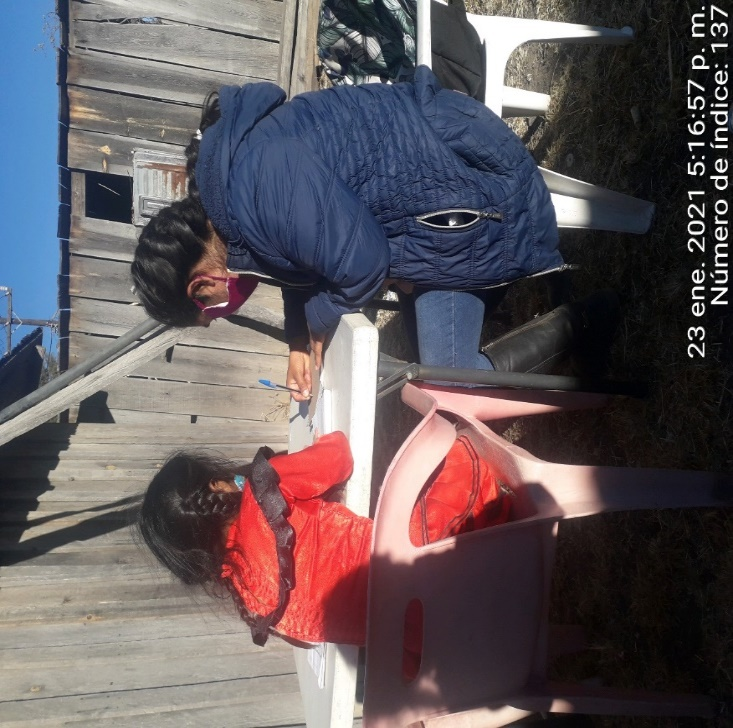 23 ene. 2021 5:16:57 p. m.
Número de índice: 137